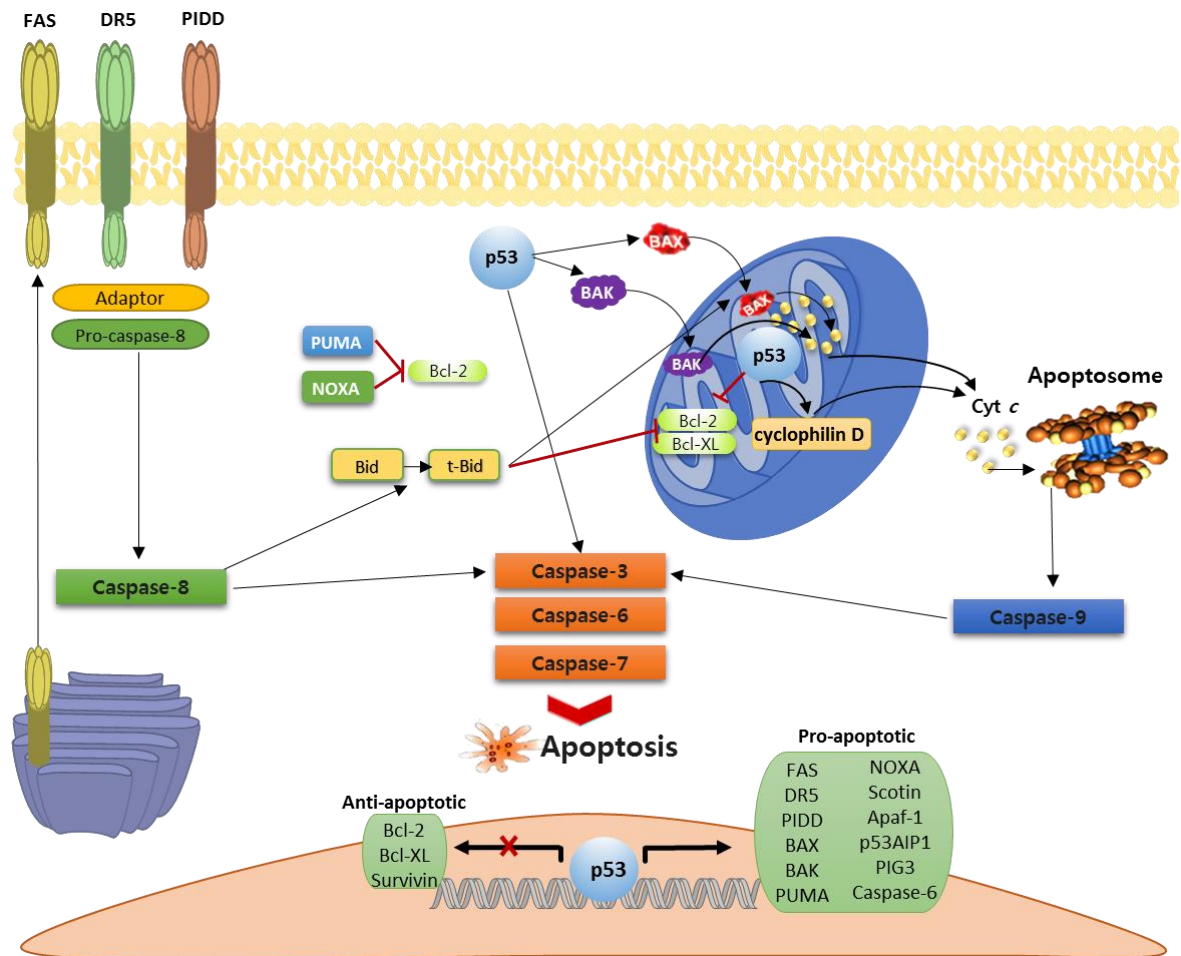 FAS
DR5
PIDD
Adaptor
Pro-caspase-8
p53
BAX
BAK
BAX
p53
BAK
PUMA
NOXA
Bcl-2
Bcl-2
Bcl-XL
cyclophilin D
Cyt c
Apoptosome
Bid
t-Bid
Caspase-8
Caspase-3
Caspase-6
Caspase-7
Caspase-9
Apoptosis
Anti-apoptotic
Bcl-2
Bcl-XL
Survivin
p53
Pro-apoptotic
FAS
DR5
PIDD
BAX
BAK
PUMA
NOXA
Scotin
Apaf-1
p53AIP1
PIG3
Caspase-6